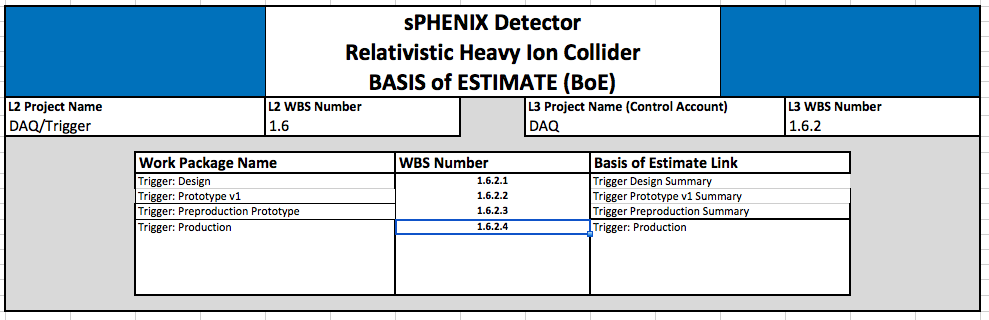 sPHENIX Detector
Relativistic Heavy Ion Collider
BASIS of ESTIMATE (BoE)
L2 Project Name L2 WBS Number L3 Project Name (Control Account) L3 WBS Number
DAQ/Trigger 1.6 DAQ 1.6.2
Work Package Name WBS Number Basis of Estimate Link
Trigger: Design 1.6.2.1 Trigger Design Summary
Trigger: Prototype v1 1.6.2.2 Trigger Prototype v1 Summary
Trigger: Preproduction Prototype 1.6.2.3 Trigger Preproduction Summary
Trigger: Production 1.6.2.4 Trigger: Production